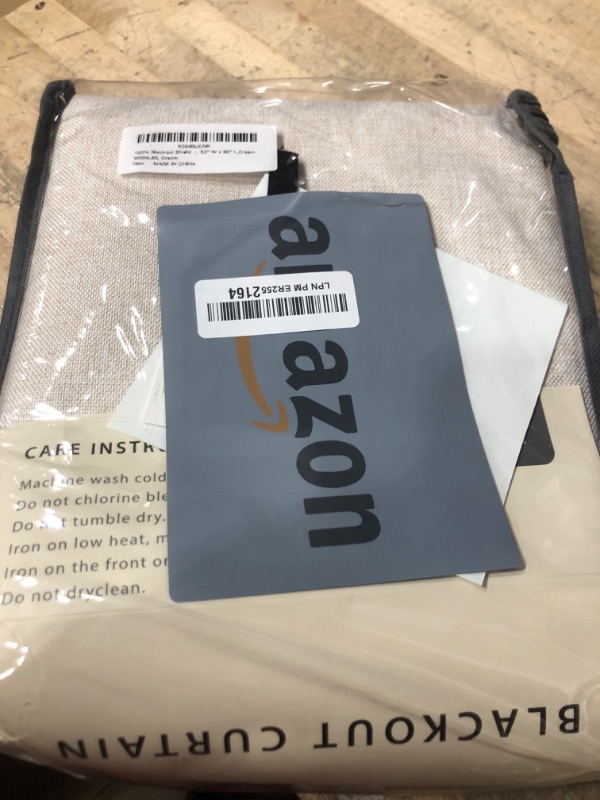 100% Blackout Shield ... 52" W x
W52xL, Cream
MADE IN CHINA
amazon
LPN PM ER2552164
CARE INSTR
Machine wash cold
Do not chlorine ble
Do not tumble dry.
Iron on low heat, m
Iron on the front or
Do not dryclean.
BLACKOUT CURTAIN